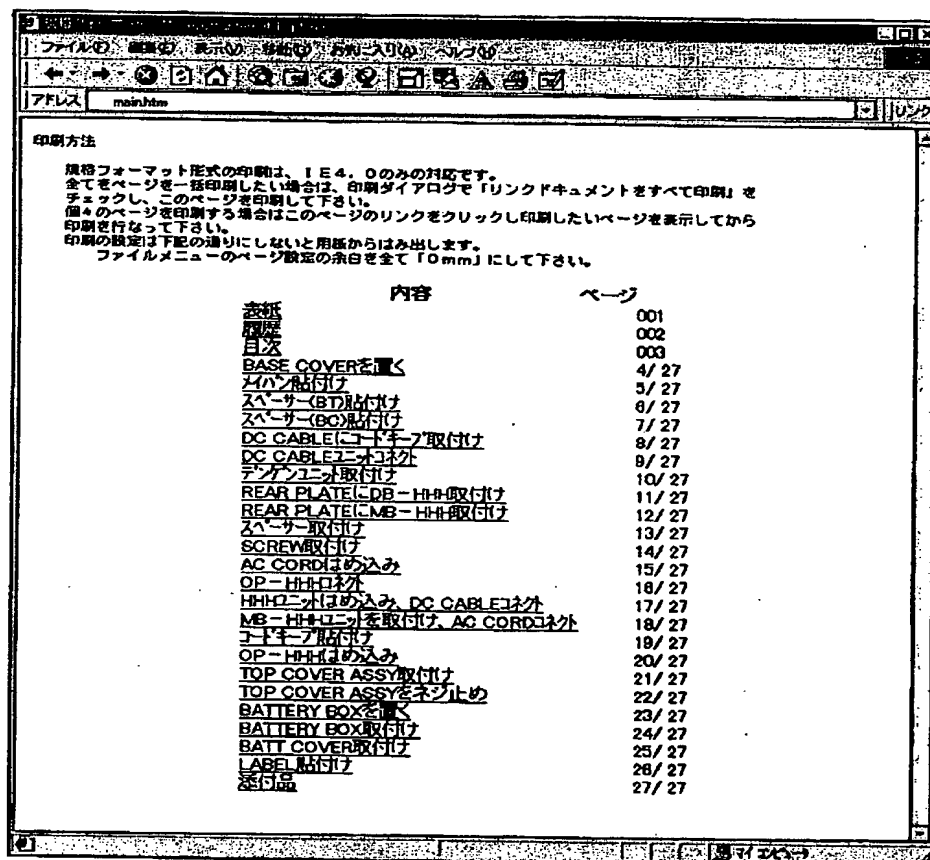 ファイル(F) 編集(E) 表示(V) 移動(G) お気に入り(A) ヘルプ(H)
アドレス main.htm リンク
印刷方法
規格フォーマット形式の印刷は、IE4.0のみの対応です。
全てをページを一括印刷したい場合は、印刷ダイアログで「リンクドキュメントをすべて印刷」を
チェックし、このページを印刷して下さい。
個々のページを印刷する場合はこのページのリンクをクリックし印刷したいページを表示してから
印刷を行なって下さい。
印刷の設定は下記の通りにしないと用紙からはみ出します。
ファイルメニューのページ設定の余白を全て「0mm」にして下さい。
内容 ページ
表紙 001
履歴 002
目次 003
BASE COVERを置く 4/ 27
メイバン貼付け 5/ 27
スペーサー(BT)貼付け 6/ 27
スペーサー(BC)貼付け 7/ 27
DC CABLEにコードキープ取付け 8/ 27
DC CABLEユニットコネクト 9/ 27
デンゲンユニット取付け 10/ 27
REAR PLATEにDB-HHH取付け 11/ 27
REAR PLATEにMB-HHH取付け 12/ 27
スペーサー取付け 13/ 27
SCREW取付け 14/ 27
AC CORDはめ込み 15/ 27
OP-HHHコネクト 16/ 27
HHHユニットはめ込み、DC CABLEコネクト 17/ 27
MB-HHHユニットを取付け、AC CORDコネクト 18/ 27
コードキープ貼付け 19/ 27
OP-HHHはめ込み 20/ 27
TOP COVER ASSY取付け 21/ 27
TOP COVER ASSYをネジ止め 22/ 27
BATTERY BOXを置く 23/ 27
BATTERY BOX取付け 24/ 27
BATT COVER取付け 25/ 27
LABEL貼付け 26/ 27
添付品 27/ 27
マイ コンピュータ